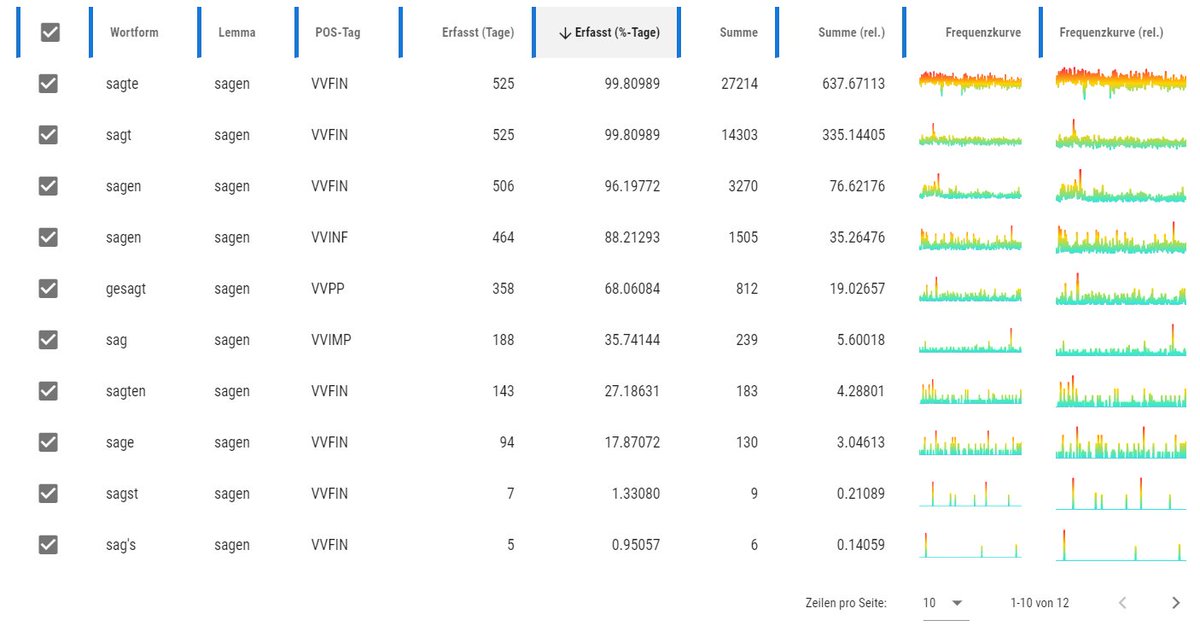 Wortform Lemma POS-Tag Erfasst (Tage) Erfasst (%-Tage) Summe Summe (rel.) Frequenzkurve Frequenzkurve (rel.)
sagte sagen VVFIN 525 99.80989 27214 637.67113
sagt sagen VVFIN 525 99.80989 14303 335.14405
sagen sagen VVFIN 506 96.19772 3270 76.62176
sagen sagen VVINF 464 88.21293 1505 35.26476
gesagt sagen VVPP 358 68.06084 812 19.02657
sag sagen VVIMP 188 35.74144 239 5.60018
sagten sagen VVFIN 143 27.18631 183 4.28801
sage sagen VVFIN 94 17.87072 130 3.04613
sagst sagen VVFIN 7 1.33080 9 0.21089
sag's sagen VVFIN 5 0.95057 6 0.14059
Zeilen pro Seite: 10 1-10 von 12